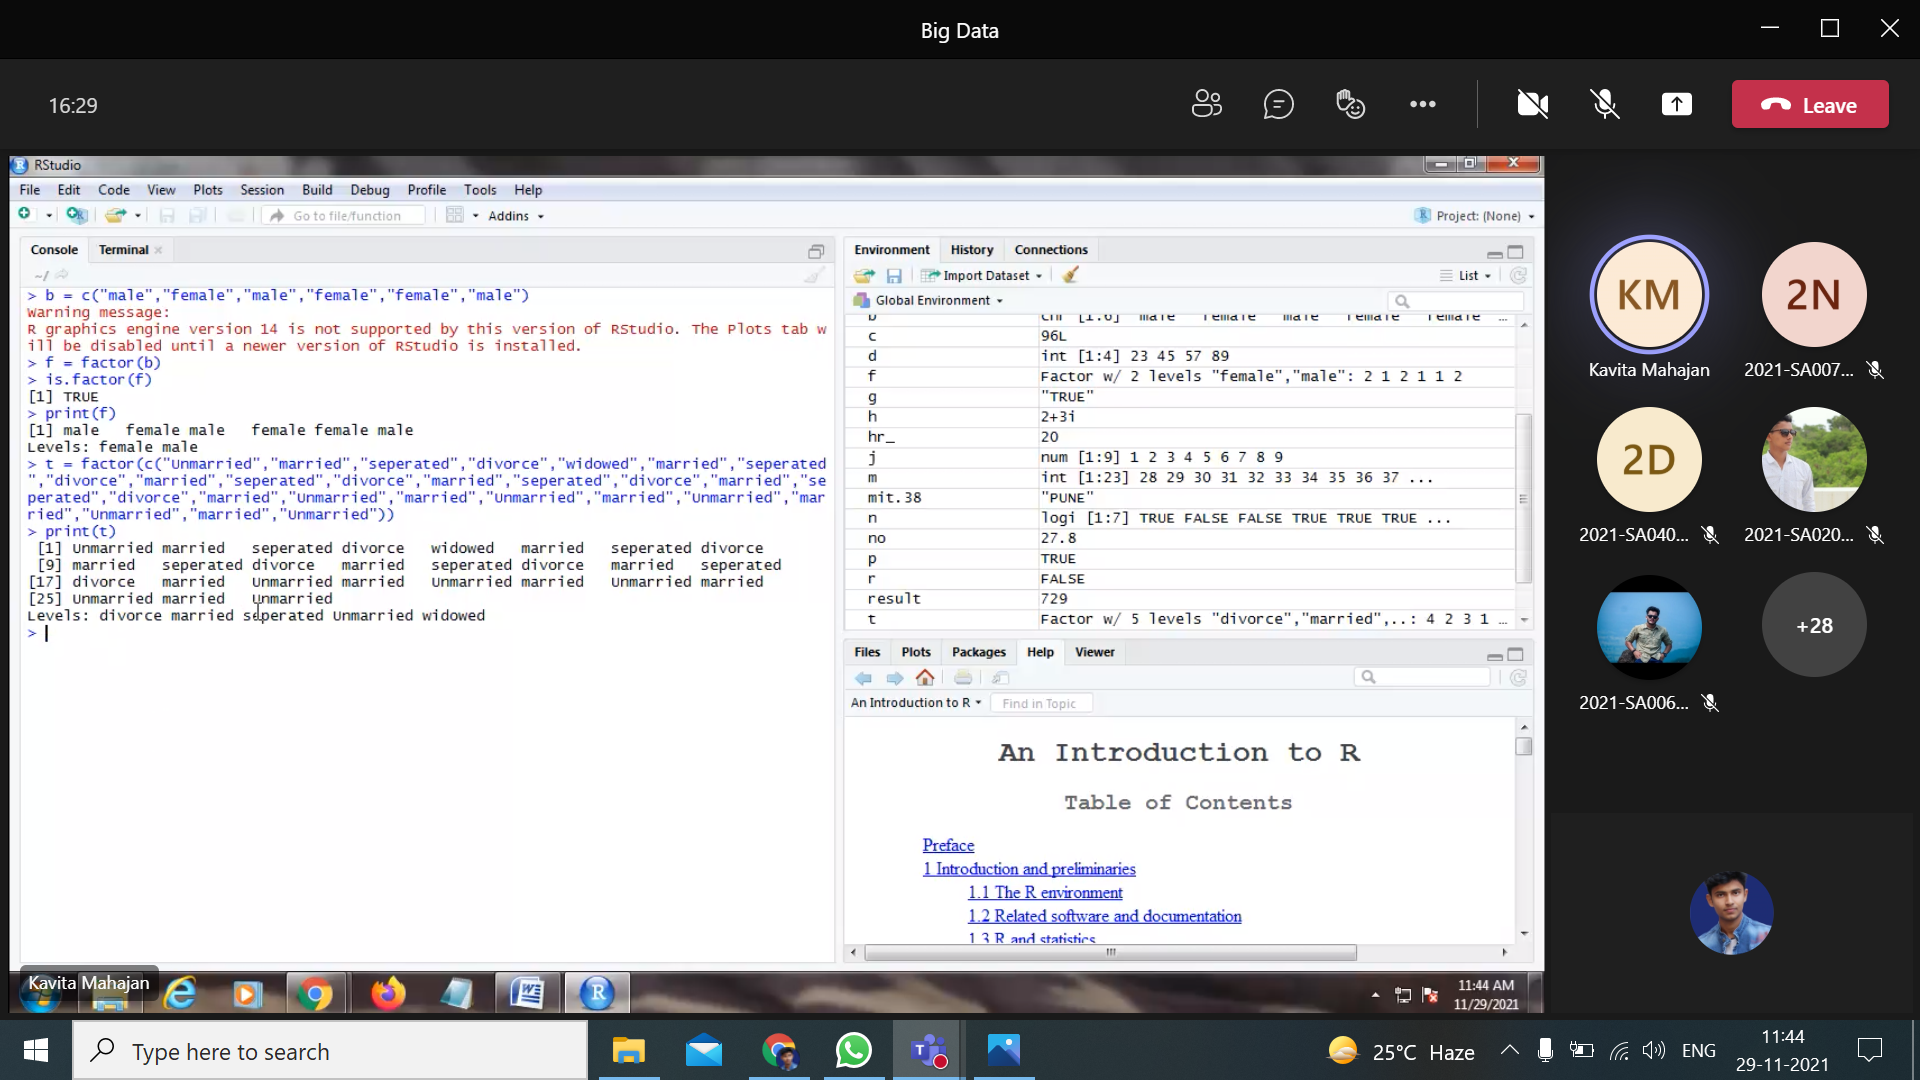 Big Data
16:29
Leave
RStudio
File Edit Code View Plots Session Build Debug Profile Tools Help
Go to file/function
Addins
Project: (None)
Console Terminal
~/
> b = c("male","female","male","female","female","male")
Warning message:
R graphics engine version 14 is not supported by this version of RStudio. The Plots tab w
ill be disabled until a newer version of RStudio is installed.
> f = factor(b)
> is.factor(f)
[1] TRUE
> print(f)
[1] male   female male   female female male
Levels: female male
> t = factor(c("Unmarried","married","seperated","divorce","widowed","married","seperated
","divorce","married","seperated","divorce","married","seperated","divorce","married","se
perated","divorce","married","Unmarried","married","Unmarried","married","Unmarried","mar
ried","Unmarried","married","Unmarried"))
> print(t)
[1] Unmarried married   seperated divorce   widowed   married   seperated divorce
[9] married   seperated divorce   married   seperated divorce   married   seperated
[17] divorce   married   Unmarried married   Unmarried married   Unmarried married
[25] Unmarried married   Unmarried
Levels: divorce married seperated Unmarried widowed
>
Environment History Connections
Import Dataset
List
Global Environment
b chr [1:6] "male" "female" "male" "female" "female" ...
c 96L
d int [1:4] 23 45 57 89
f Factor w/ 2 levels "female","male": 2 1 2 1 1 2
g "TRUE"
h 2+3i
hr_ 20
j num [1:9] 1 2 3 4 5 6 7 8 9
m int [1:23] 28 29 30 31 32 33 34 35 36 37 ...
mit.38 "PUNE"
n logi [1:7] TRUE FALSE FALSE TRUE TRUE TRUE ...
no 27.8
p TRUE
r FALSE
result 729
t Factor w/ 5 levels "divorce","married",..: 4 2 3 1 ...
Files Plots Packages Help Viewer
An Introduction to R
Find in Topic
An Introduction to R
Table of Contents
Preface
1 Introduction and preliminaries
1.1 The R environment
1.2 Related software and documentation
1.3 R and statistics
KM
Kavita Mahajan
2N
2021-SA007...
2D
2021-SA040...
2021-SA020...
2021-SA006...
+28
Kavita Mahajan
11:44 AM
11/29/2021
Type here to search
25°C Haze
ENG
11:44
29-11-2021